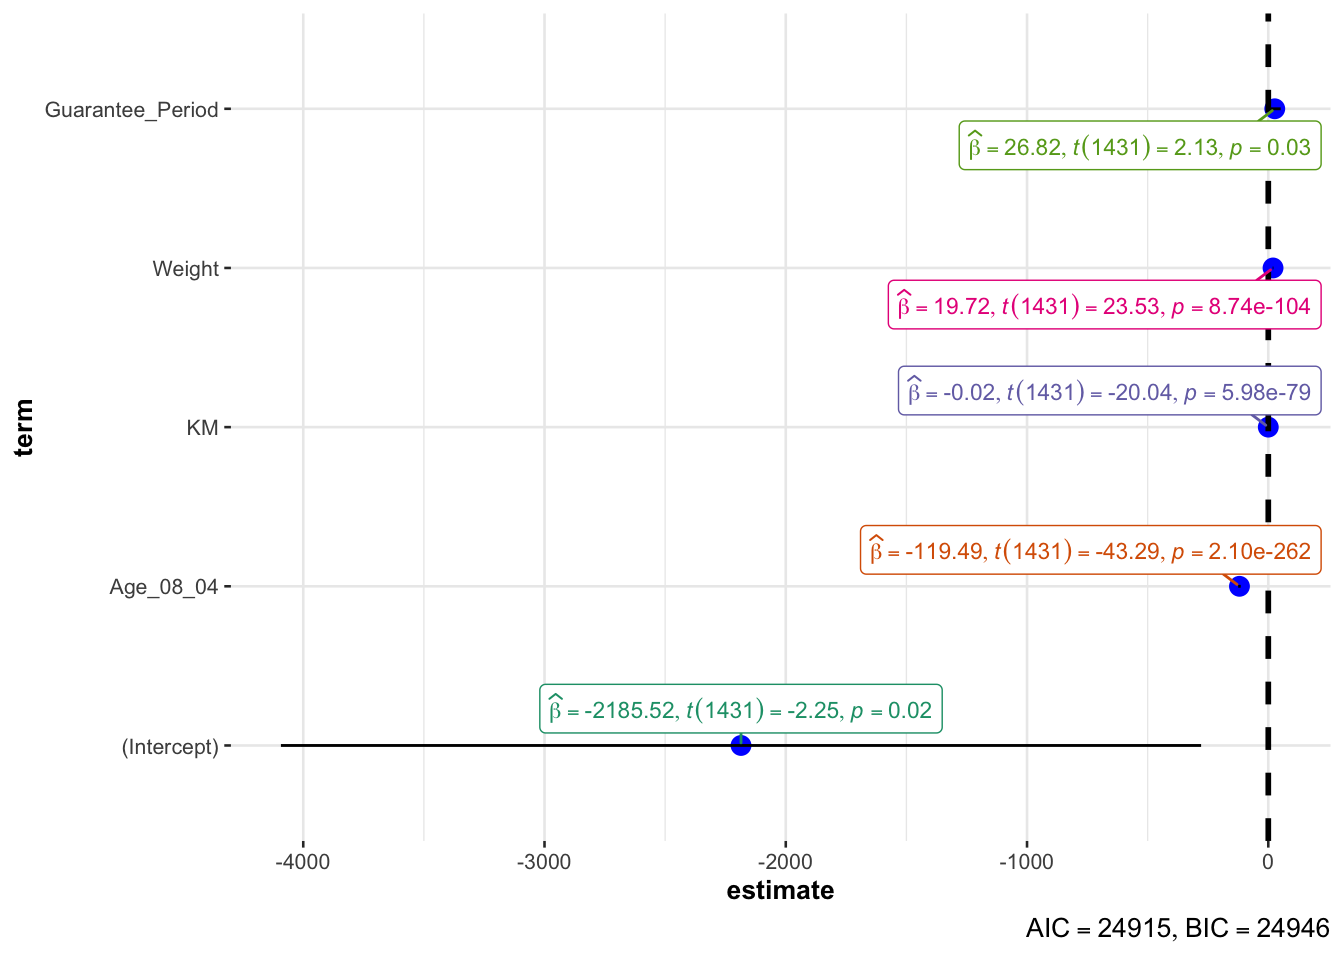 Guarantee_Period
β̂ = 26.82, t(1431) = 2.13, p = 0.03
Weight
β̂ = 19.72, t(1431) = 23.53, p = 8.74e-104
β̂ = -0.02, t(1431) = -20.04, p = 5.98e-79
KM
term
β̂ = -119.49, t(1431) = -43.29, p = 2.10e-262
Age_08_04
β̂ = -2185.52, t(1431) = -2.25, p = 0.02
(Intercept)
-4000 -3000 -2000 -1000 0
estimate
AIC = 24915, BIC = 24946